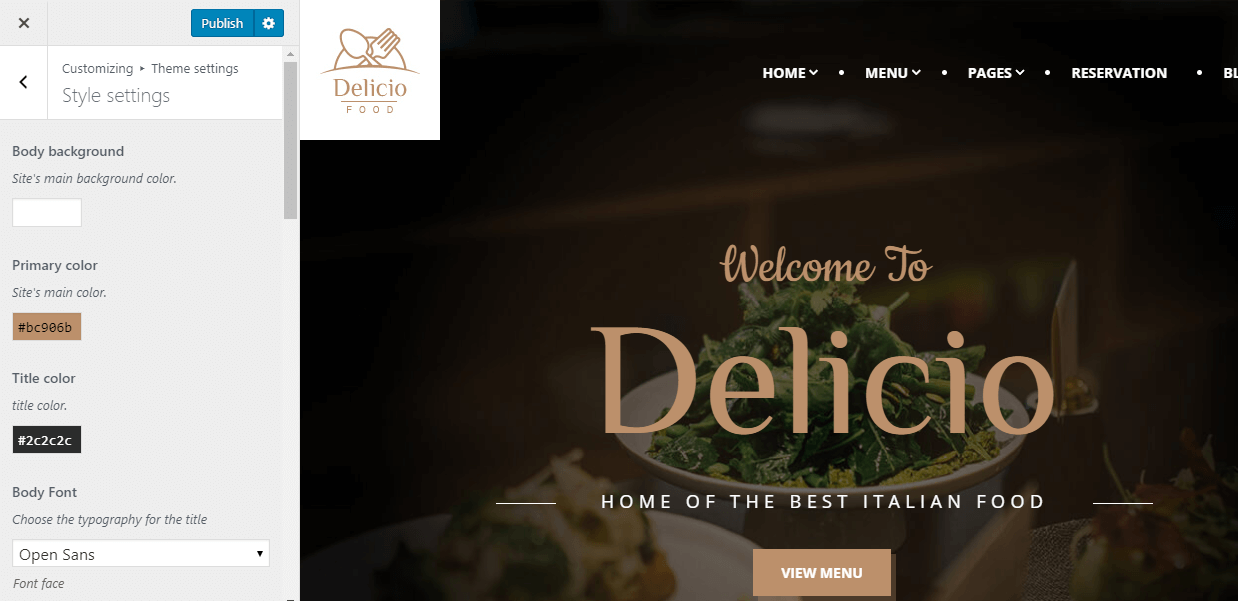 Publish
Customizing ▸ Theme settings
Style settings
Body background
Site's main background color.
Primary color
Site's main color.
#bc906b
Title color
title color.
#2c2c2c
Body Font
Choose the typography for the title
Open Sans
Font face
Delicio
FOOD
HOME • MENU • PAGES • RESERVATION • BL
Welcome To
Delicio
HOME OF THE BEST ITALIAN FOOD
VIEW MENU